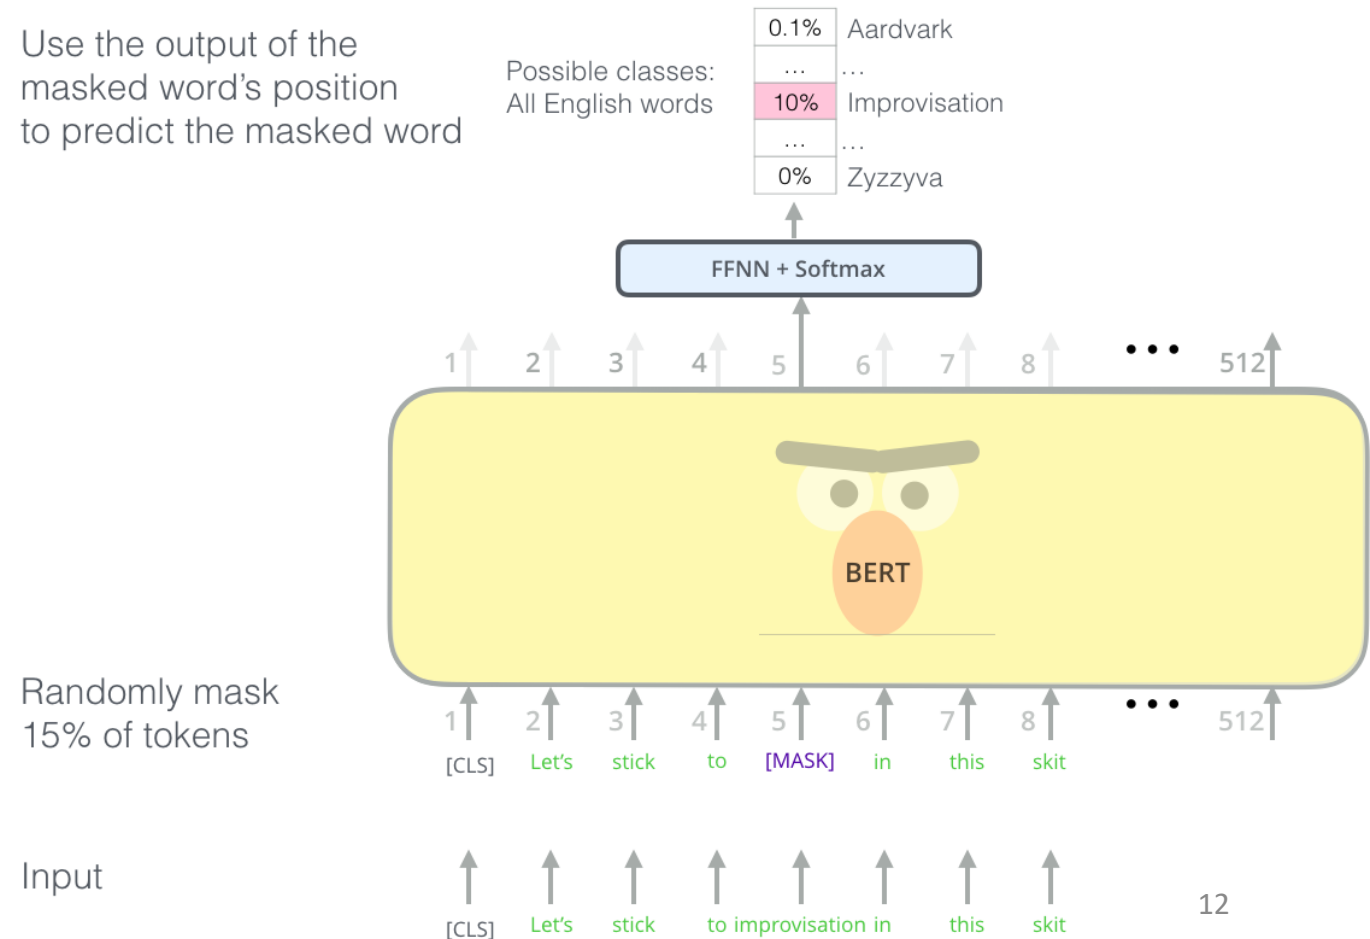 Use the output of the
masked word's position
to predict the masked word
Possible classes:
All English words
0.1% Aardvark
... ...
10% Improvisation
... ...
0% Zyzzyva
FFNN + Softmax
1 2 3 4 5 6 7 8 ••• 512
BERT
Randomly mask
15% of tokens
1 2 3 4 5 6 7 8 ••• 512
[CLS] Let's stick to [MASK] in this skit
Input
[CLS] Let's stick to improvisation in this skit
12